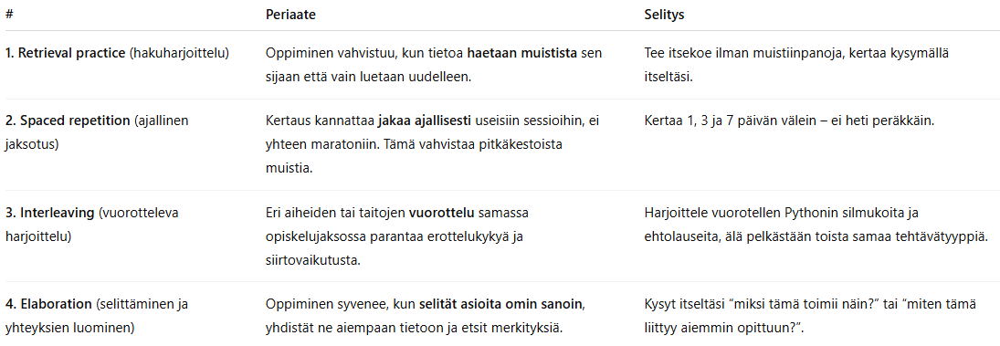 # Periaate Selitys
1. Retrieval practice (hakuharjoittelu)
Oppiminen vahvistuu, kun tietoa haetaan muistista sen
sijaan että vain luetaan uudelleen.
Tee itsekoe ilman muistiinpanoja, kertaa kysymällä
itseltäsi.
2. Spaced repetition (ajallinen
jaksotus)
Kertaus kannattaa jakaa ajallisesti useisiin sessioihin, ei
yhteen maratoniin. Tämä vahvistaa pitkäkestoista
muistia.
Kertaa 1, 3 ja 7 päivän välein – ei heti peräkkäin.
3. Interleaving (vuorotteleva
harjoittelu)
Eri aiheiden tai taitojen vuorottelu samassa
opiskelujaksossa parantaa erottelukykyä ja
siirtovaikutusta.
Harjoittele vuorotellen Pythonin silmukoita ja
ehtolauseita, älä pelkästään toista samaa tehtävätyyppiä.
4. Elaboration (selittäminen ja
yhteyksien luominen)
Oppiminen syvenee, kun selität asioita omin sanoin,
yhdistät ne aiempaan tietoon ja etsit merkityksiä.
Kysyt itseltäsi “miksi tämä toimii näin?” tai “miten tämä
liittyy aiemmin opittuun?”.